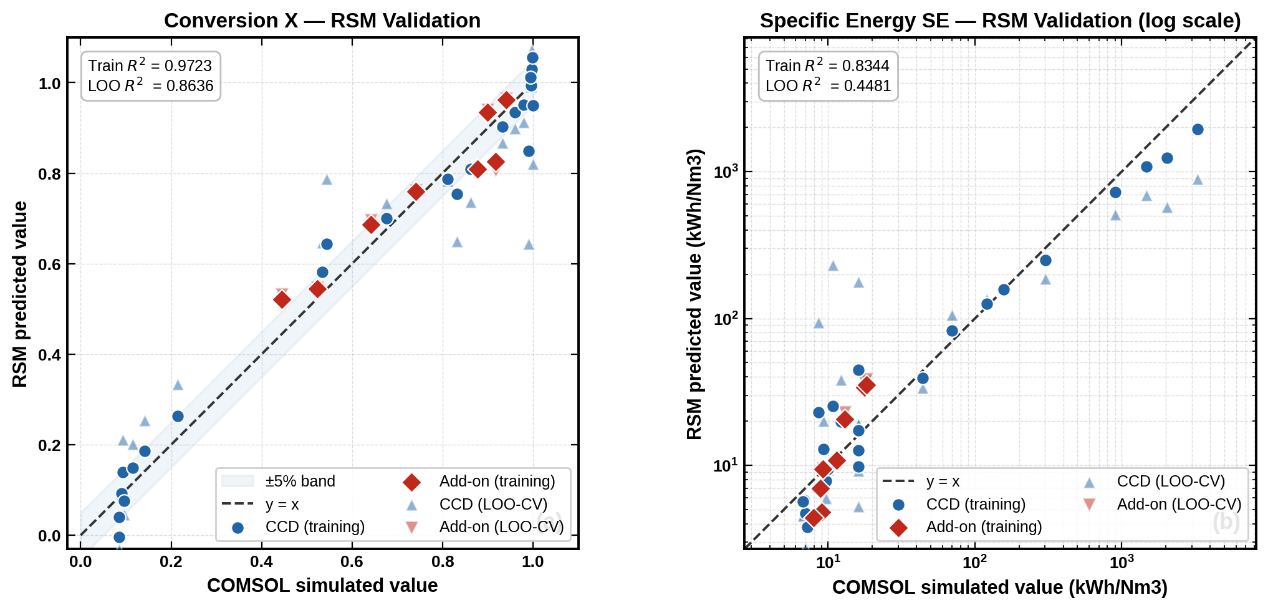 Conversion X — RSM Validation
Train R² = 0.9723
LOO R² = 0.8636
RSM predicted value
1.0
0.8
0.6
0.4
0.2
0.0
0.0 0.2 0.4 0.6 0.8 1.0
COMSOL simulated value
±5% band
y = x
CCD (training)
Add-on (training)
CCD (LOO-CV)
Add-on (LOO-CV)
Specific Energy SE — RSM Validation (log scale)
Train R² = 0.8344
LOO R² = 0.4481
RSM predicted value (kWh/Nm3)
10³
10²
10¹
10¹ 10² 10³
COMSOL simulated value (kWh/Nm3)
y = x
CCD (training)
Add-on (training)
CCD (LOO-CV)
Add-on (LOO-CV)
(b)